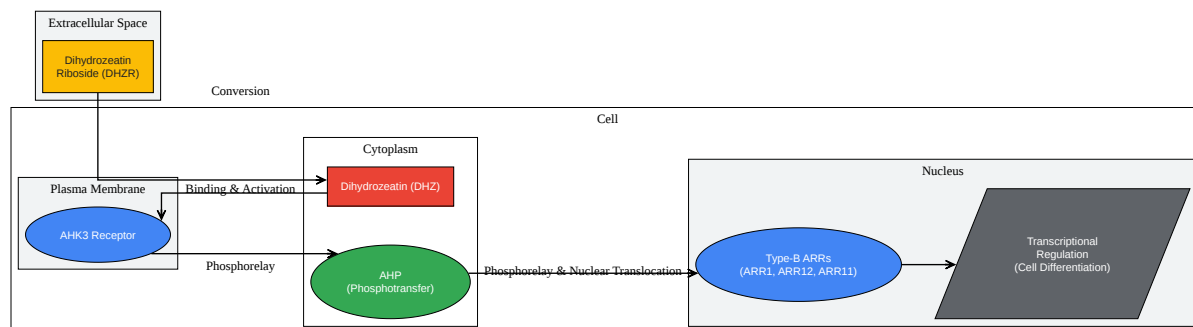 Extracellular Space
Dihydrozeatin
Riboside (DHZR)
Conversion
Cell
Cytoplasm
Dihydrozeatin (DHZ)
Plasma Membrane
Binding & Activation
AHK3 Receptor
Phosphorelay
AHP
(Phosphotransfer)
Phosphorelay & Nuclear Translocation
Nucleus
Type-B ARRs
(ARR1, ARR12, ARR11)
Transcriptional
Regulation
(Cell Differentiation)